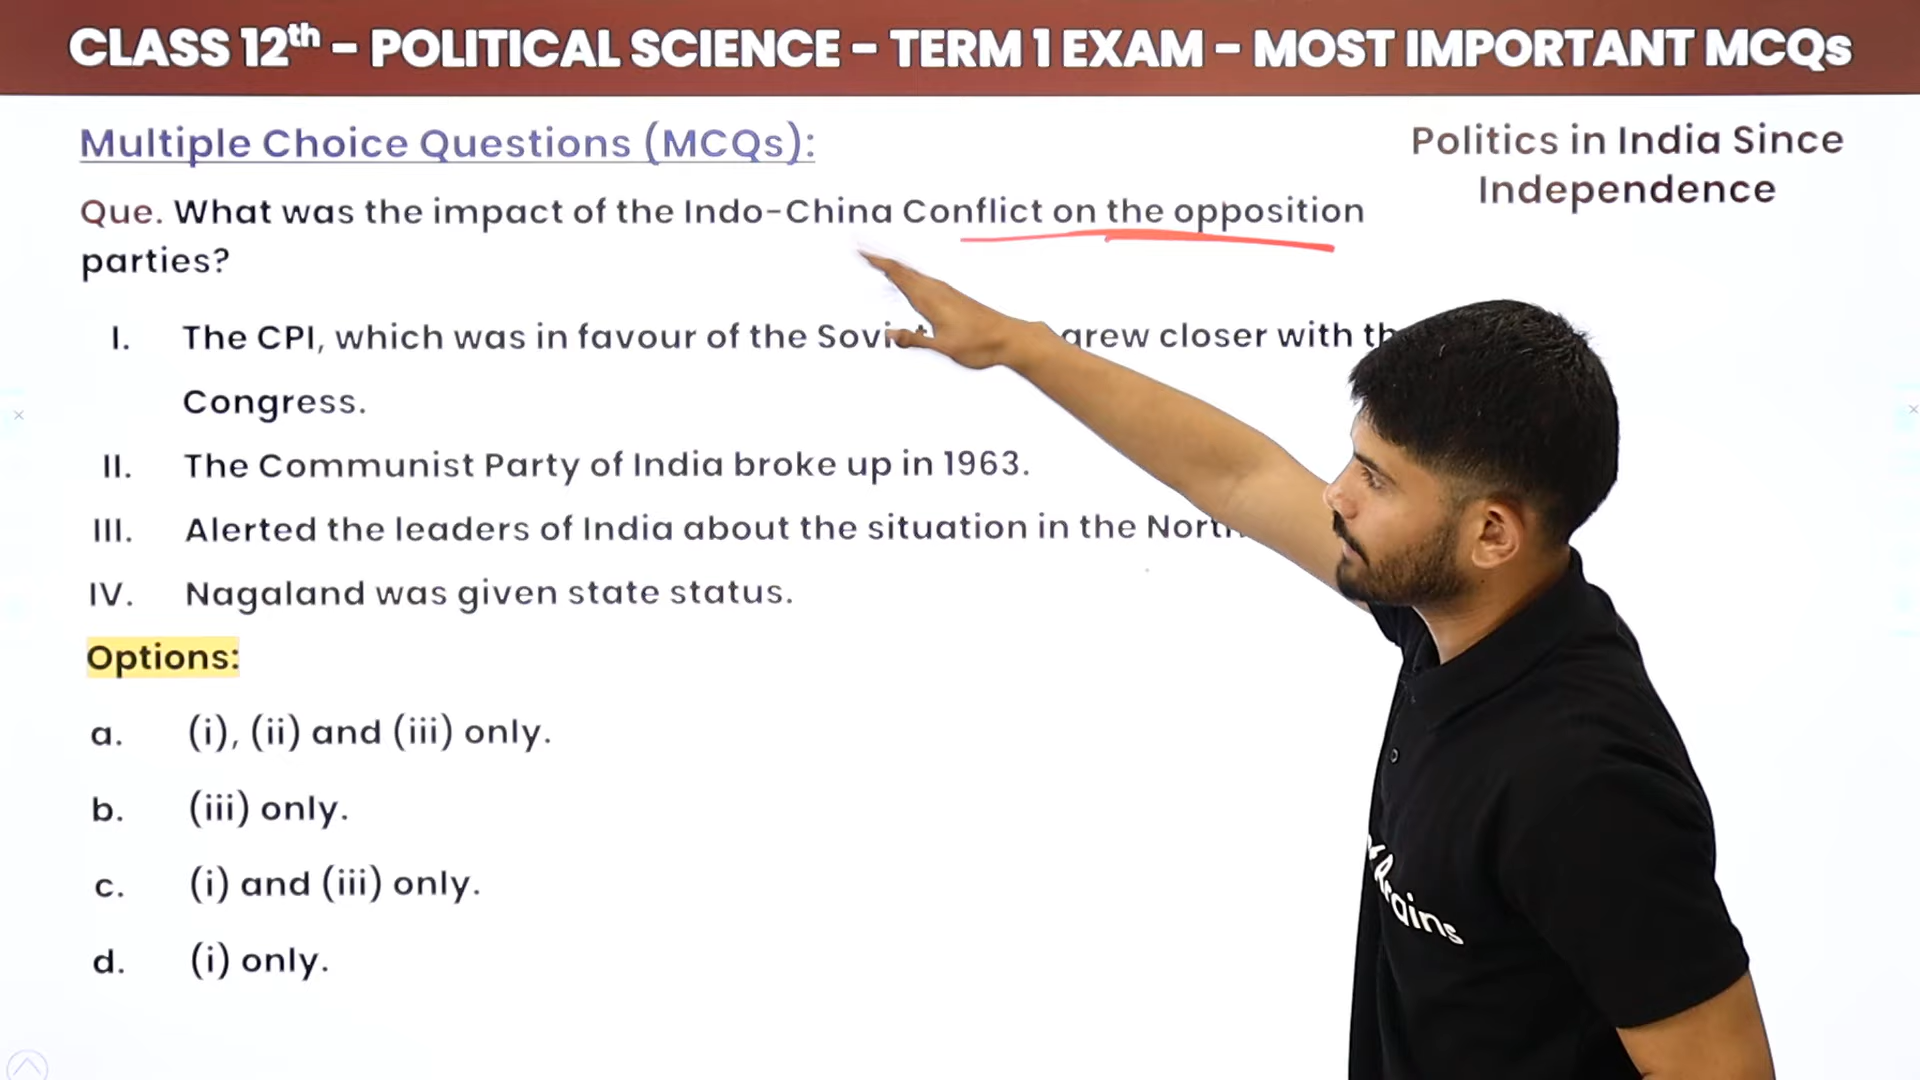 CLASS 12th – POLITICAL SCIENCE – TERM 1 EXAM – MOST IMPORTANT MCQs
Multiple Choice Questions (MCQs):
Politics in India Since
Independence
Que. What was the impact of the Indo-China Conflict on the opposition
parties?
I. The CPI, which was in favour of the grew closer with
Congress.
II. The Communist Party of India broke up in 1963.
III. Alerted the leaders of India about the situation in the
IV. Nagaland was given state status.
Options:
a. (i), (ii) and (iii) only.
b. (iii) only.
c. (i) and (iii) only.
d. (i) only.